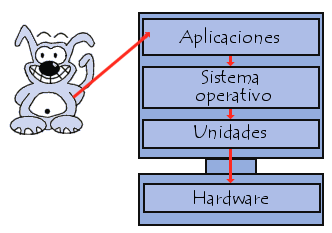 Aplicaciones
Sistema
operativo
Unidades
Hardware